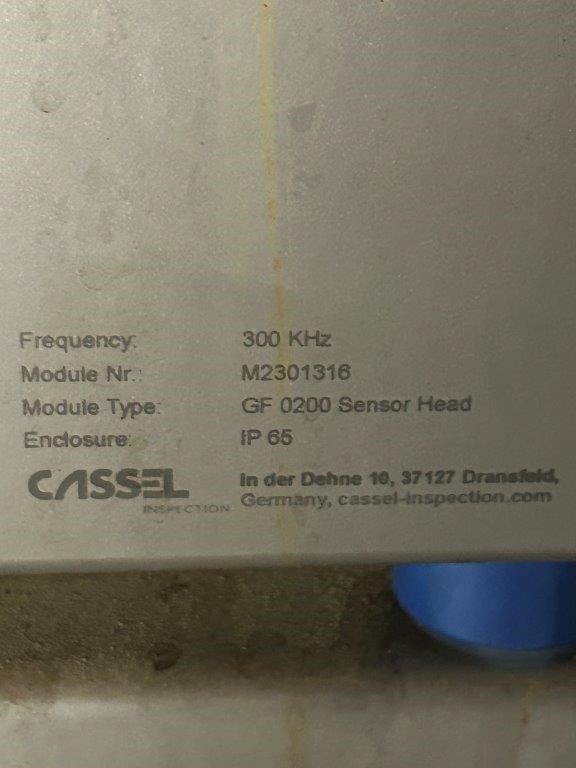 Frequency: 300 KHz
Module Nr.: M2301316
Module Type: GF 0200 Sensor Head
Enclosure: IP 65
CASSEL
INSPECTION
In der Dehne 10, 37127 Dransfeld,
Germany, cassel-inspection.com